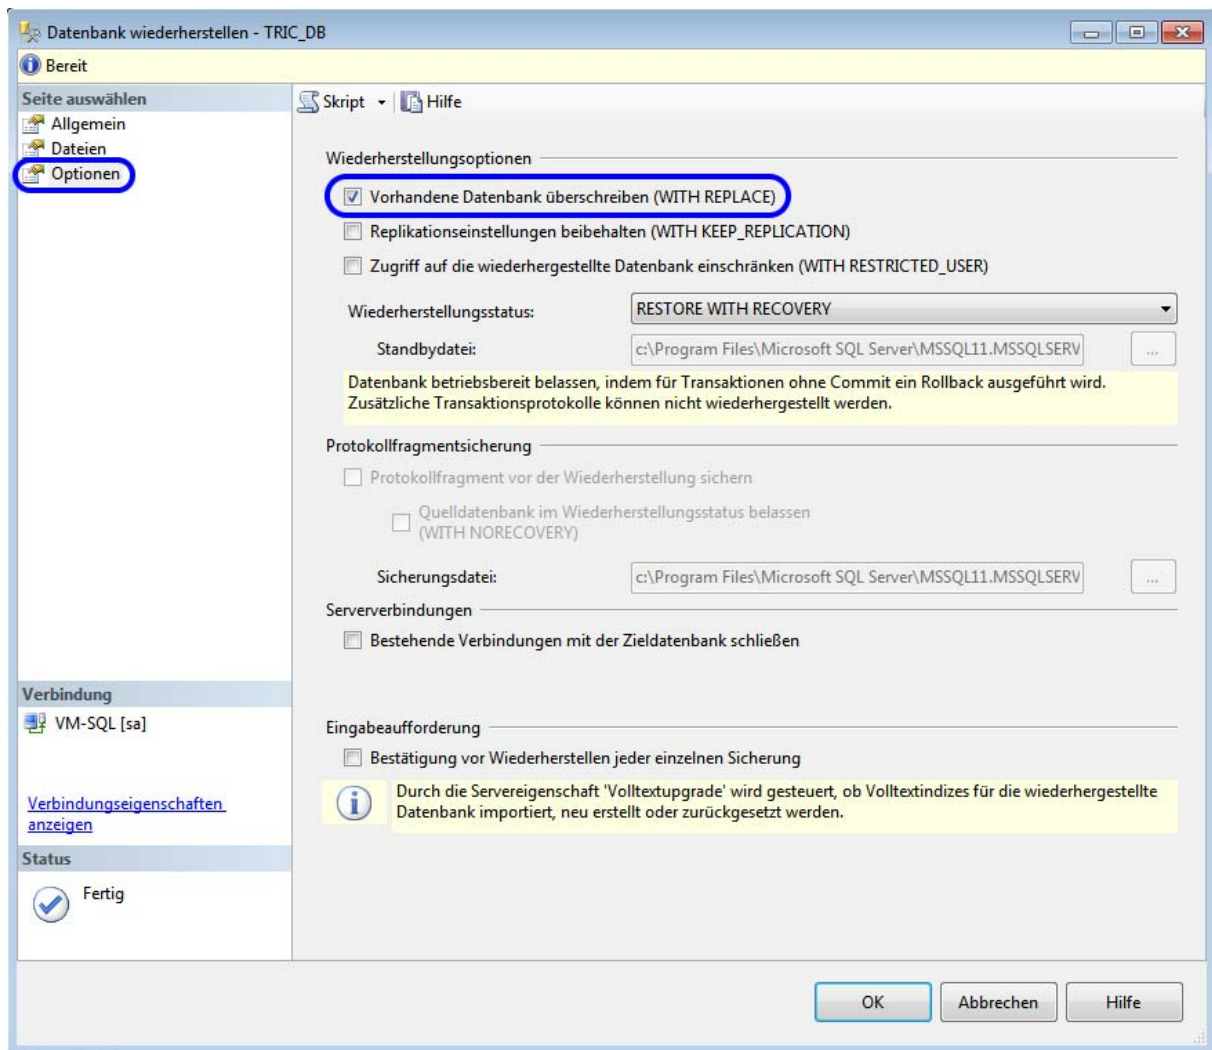 Datenbank wiederherstellen - TRIC_DB
Bereit
Seite auswählen
Allgemein
Dateien
Optionen
Skript
Hilfe
Wiederherstellungsoptionen
Vorhandene Datenbank überschreiben (WITH REPLACE)
Replikationseinstellungen beibehalten (WITH KEEP_REPLICATION)
Zugriff auf die wiederhergestellte Datenbank einschränken (WITH RESTRICTED_USER)
Wiederherstellungsstatus:
RESTORE WITH RECOVERY
Standbydatei:
c:\Program Files\Microsoft SQL Server\MSSQL11.MSSQLSERV
...
Datenbank betriebsbereit belassen, indem für Transaktionen ohne Commit ein Rollback ausgeführt wird.
Zusätzliche Transaktionsprotokolle können nicht wiederhergestellt werden.
Protokollfragmentsicherung
Protokollfragment vor der Wiederherstellung sichern
Quelldatenbank im Wiederherstellungsstatus belassen
(WITH NORECOVERY)
Sicherungsdatei:
c:\Program Files\Microsoft SQL Server\MSSQL11.MSSQLSERV
...
Serververbindungen
Bestehende Verbindungen mit der Zieldatenbank schließen
Eingabeaufforderung
Bestätigung vor Wiederherstellen jeder einzelnen Sicherung
Durch die Servereigenschaft 'Volltextupgrade' wird gesteuert, ob Volltextindizes für die wiederhergestellte
Datenbank importiert, neu erstellt oder zurückgesetzt werden.
Verbindung
VM-SQL [sa]
Verbindungseigenschaften
anzeigen
Status
Fertig
OK
Abbrechen
Hilfe